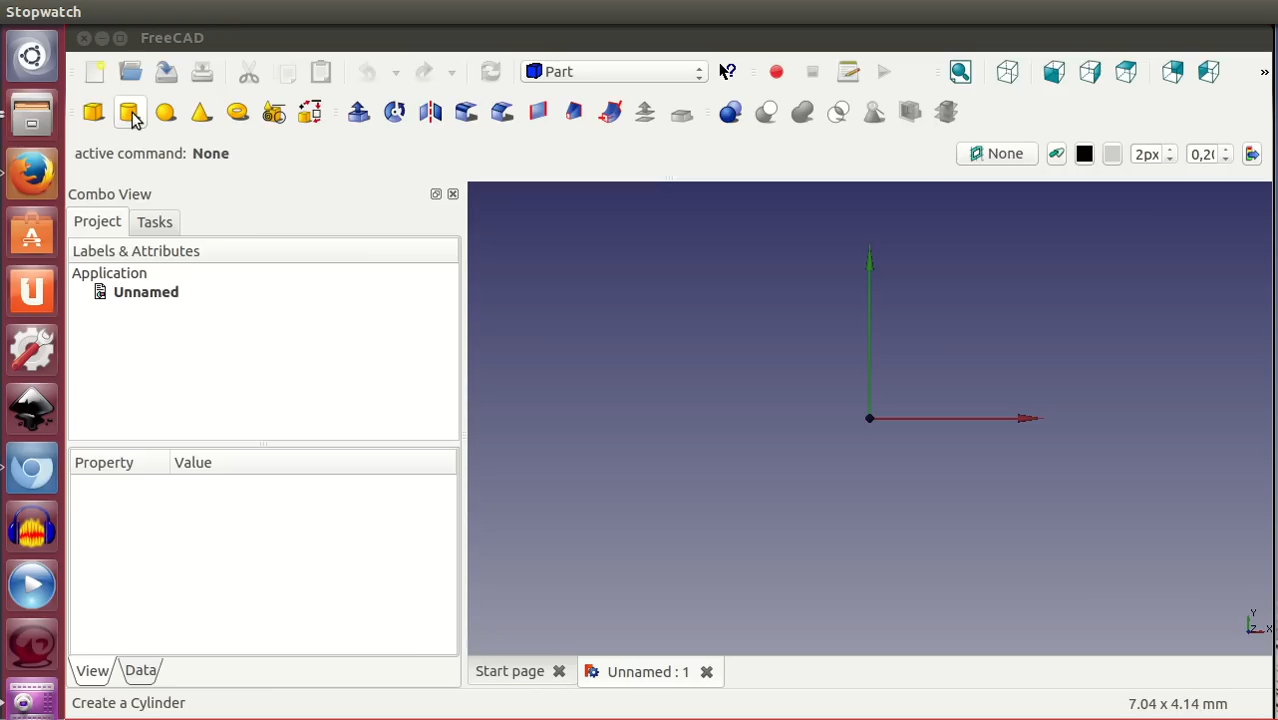 Stopwatch
FreeCAD
Part
active command: None
None
2px
0,2(
Combo View
Project
Tasks
Labels & Attributes
Application
Unnamed
Property
Value
View
Data
Start page
Unnamed : 1
Create a Cylinder
7.04 x 4.14 mm
Y
Z
X